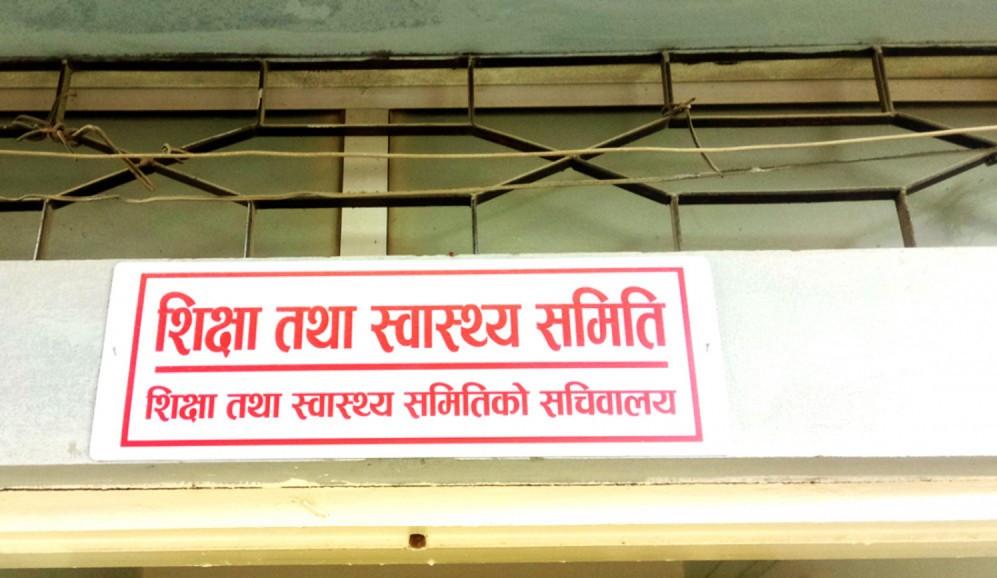 शिक्षा तथा स्वास्थ्य समिति
शिक्षा तथा स्वास्थ्य समितिको सचिवालय